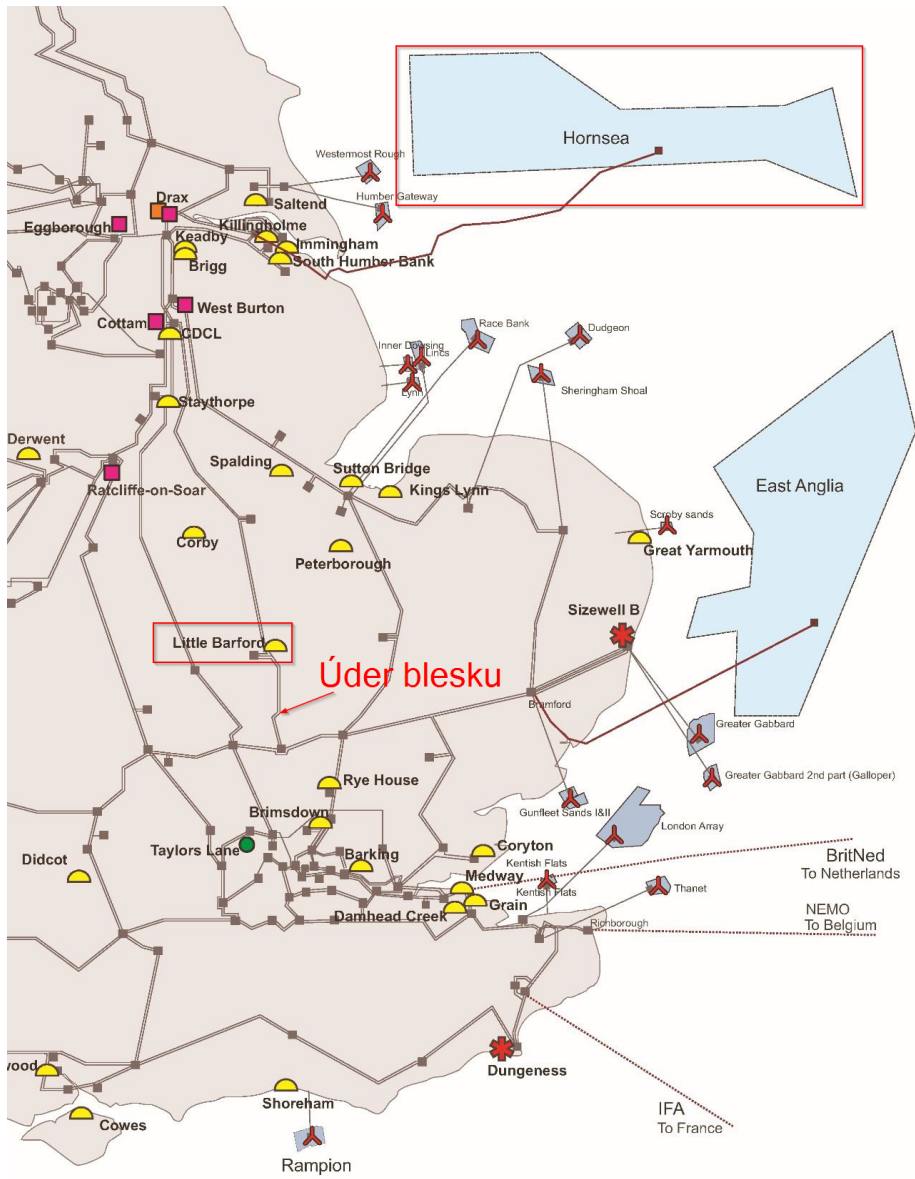 Hornsea
Westermost Rough
Humber Gateway
Drax
Saltend
Eggborough
Killingholme
Keadby
Immingham
Brigg
South Humber Bank
West Burton
Cottam
CDCL
Race Bank
Dudgeon
Inner Dowsing
Lincs
Lynn
Sheringham Shoal
Staythorpe
Derwent
Spalding
Sutton Bridge
Ratcliffe-on-Soar
Kings Lynn
East Anglia
Scroby sands
Corby
Great Yarmouth
Peterborough
Sizewell B
Little Barford
Úder blesku
Bramford
Greater Gabbard
Greater Gabbard 2nd part (Galloper)
Rye House
Gunfleet Sands I&II
Brimsdown
London Array
Taylors Lane
Coryton
Didcot
Barking
Kentish Flats
BritNed
To Netherlands
Medway
Kentish Flats
Thanet
Grain
Damhead Creek
NEMO
To Belgium
Richborough
wood
Dungeness
Shoreham
IFA
To France
Cowes
Rampion